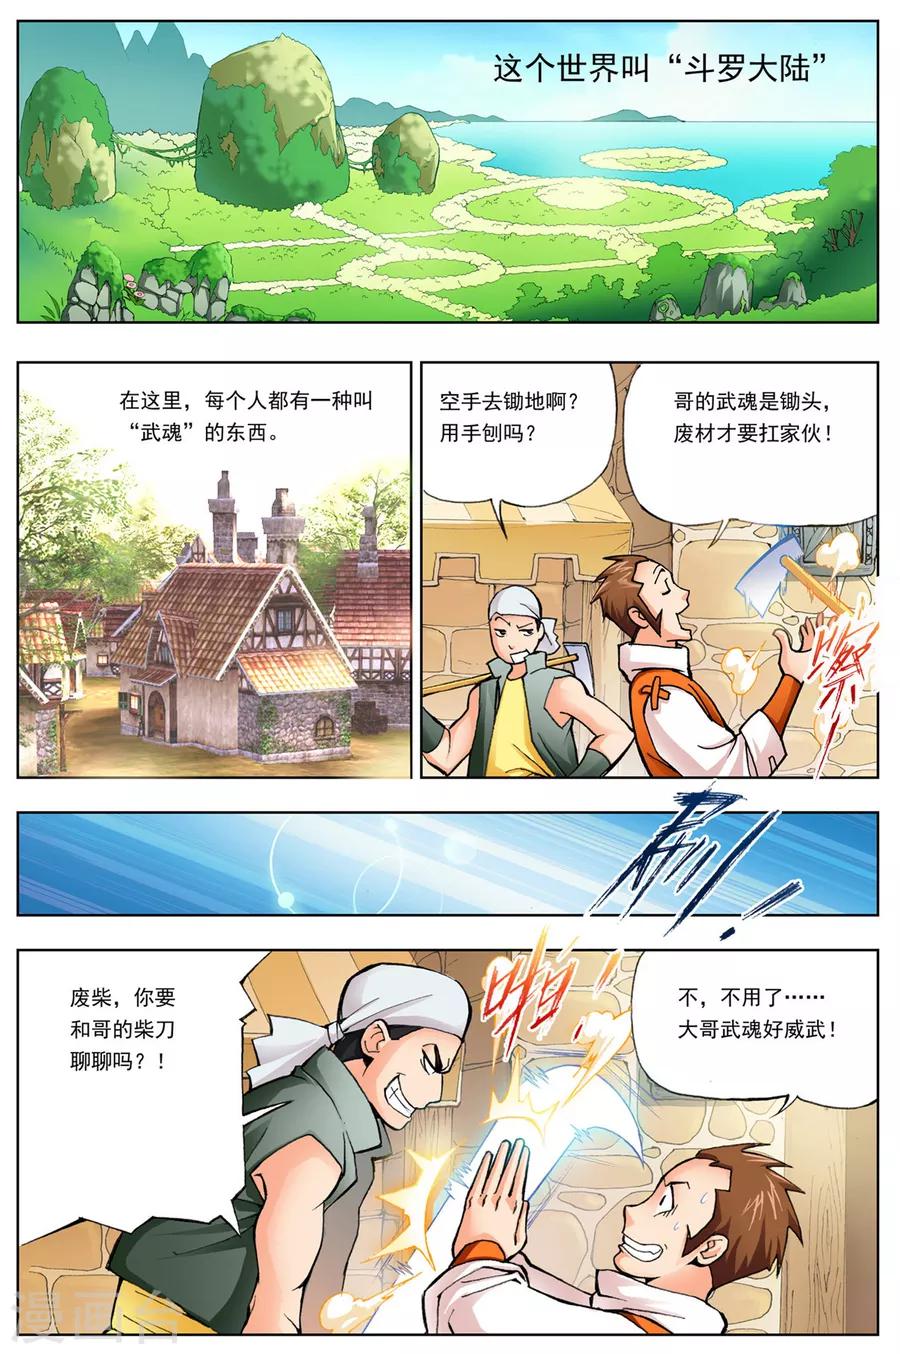 这个世界叫“斗罗大陆”
在这里，每个人都有一种叫
“武魂”的东西。
空手去锄地啊？
用手刨吗？
哥的武魂是锄头，
废材才要扛家伙！
嚓
刷！
废柴，你要
和哥的柴刀
聊聊吗？！
啪
不，不用了……
大哥武魂好威武！
漫画台